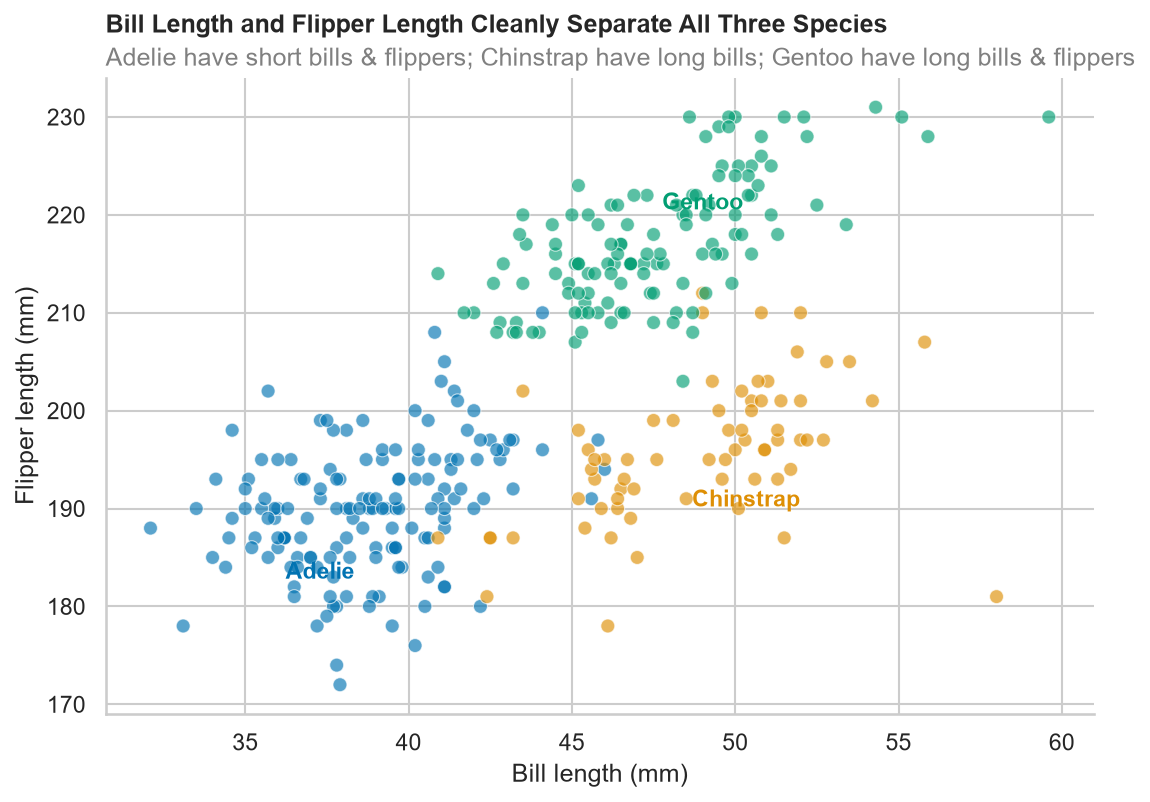 Bill Length and Flipper Length Cleanly Separate All Three Species
Adelie have short bills & flippers; Chinstrap have long bills; Gentoo have long bills & flippers
230
220
210
200
190
180
170
Flipper length (mm)
Gentoo
Chinstrap
Adelie
35
40
45
50
55
60
Bill length (mm)